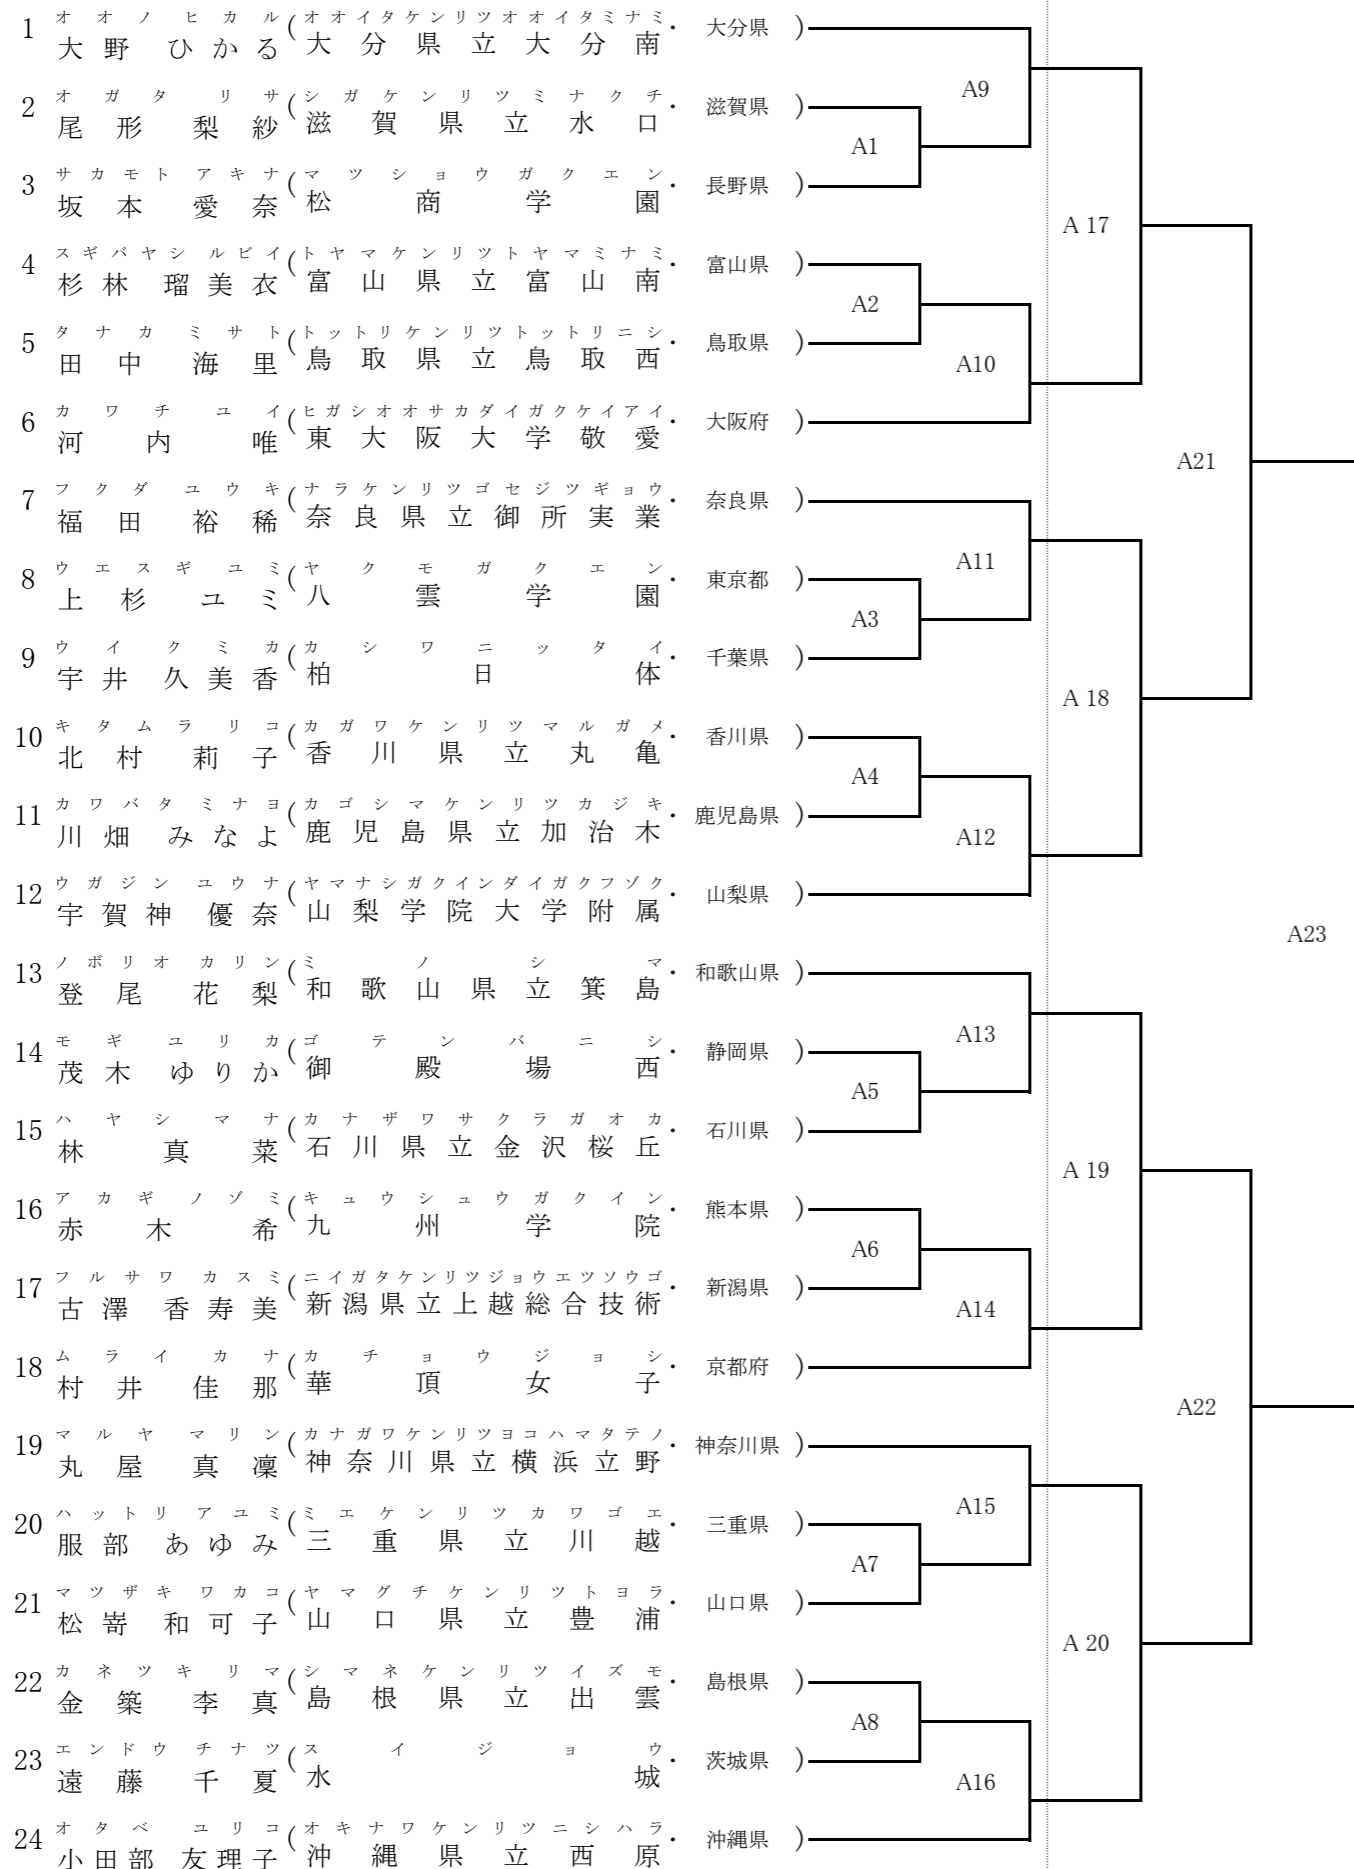 オオノ ヒカル オオイタケンリツオオイタミナミ
1 大野 ひかる ( 大分県立大分南 ・ 大分県 )
オガタ リサ シガケンリツミナクチ
2 尾形 梨紗 ( 滋賀県立水口 ・ 滋賀県 )
サカモト アキナ マツショウガクエン
3 坂本 愛奈 ( 松商学園 ・ 長野県 )
スギバヤシ ルビイ トヤマケンリツトヤマミナミ
4 杉林 瑠美衣 ( 富山県立富山南 ・ 富山県 )
タナカ ミサト トットリケンリツトットリニシ
5 田中 海里 ( 鳥取県立鳥取西 ・ 鳥取県 )
カワチ ユイ ヒガシオオサカダイガクケイアイ
6 河内 唯 ( 東大阪大学敬愛 ・ 大阪府 )
フクダ ユウキ ナラケンリツゴセジツギョウ
7 福田 裕稀 ( 奈良県立御所実業 ・ 奈良県 )
ウエスギ ユミ ヤクモガクエン
8 上杉 ユミ ( 八雲学園 ・ 東京都 )
ウイ クミカ カシワニッタイ
9 宇井 久美香 ( 柏日体 ・ 千葉県 )
キタムラ リコ カガワケンリツマルガメ
10 北村 莉子 ( 香川県立丸亀 ・ 香川県 )
カワバタ ミナヨ カゴシマケンリツカジキ
11 川畑 みなよ ( 鹿児島県立加治木 ・ 鹿児島県 )
ウガジン ユウナ ヤマナシガクインダイガクフゾク
12 宇賀神 優奈 ( 山梨学院大学附属 ・ 山梨県 )
ノボリオ カリン ミノシマ
13 登尾 花梨 ( 和歌山県立箕島 ・ 和歌山県 )
モギ ユリカ ゴテンバニシ
14 茂木 ゆりか ( 御殿場西 ・ 静岡県 )
ハヤシ マナ カナザワサクラガオカ
15 林 真菜 ( 石川県立金沢桜丘 ・ 石川県 )
アカギ ノゾミ キュウシュウガクイン
16 赤木 希 ( 九州学院 ・ 熊本県 )
フルサワ カスミ ニイガタケンリツジョウエツソウゴ
17 古澤 香寿美 ( 新潟県立上越総合技術 ・ 新潟県 )
ムライ カナ カチョウジョシ
18 村井 佳那 ( 華頂女子 ・ 京都府 )
マルヤ マリン カナガワケンリツヨコハマタテノ
19 丸屋 真凜 ( 神奈川県立横浜立野 ・ 神奈川県 )
ハットリ アユミ ミエケンリツカワゴエ
20 服部 あゆみ ( 三重県立川越 ・ 三重県 )
マツザキ ワカコ ヤマグチケンリツトヨラ
21 松嵜 和可子 ( 山口県立豊浦 ・ 山口県 )
カネツキ リマ シマネケンリツイズモ
22 金築 李真 ( 島根県立出雲 ・ 島根県 )
エンドウ チナツ スイジョウ
23 遠藤 千夏 ( 水城 ・ 茨城県 )
オタベ ユリコ オキナワケンリツニシハラ
24 小田部 友理子 ( 沖縄県立西原 ・ 沖縄県 )
A1
A2
A3
A4
A5
A6
A7
A8
A9
A10
A11
A12
A13
A14
A15
A16
A 17
A 18
A 19
A 20
A21
A22
A23